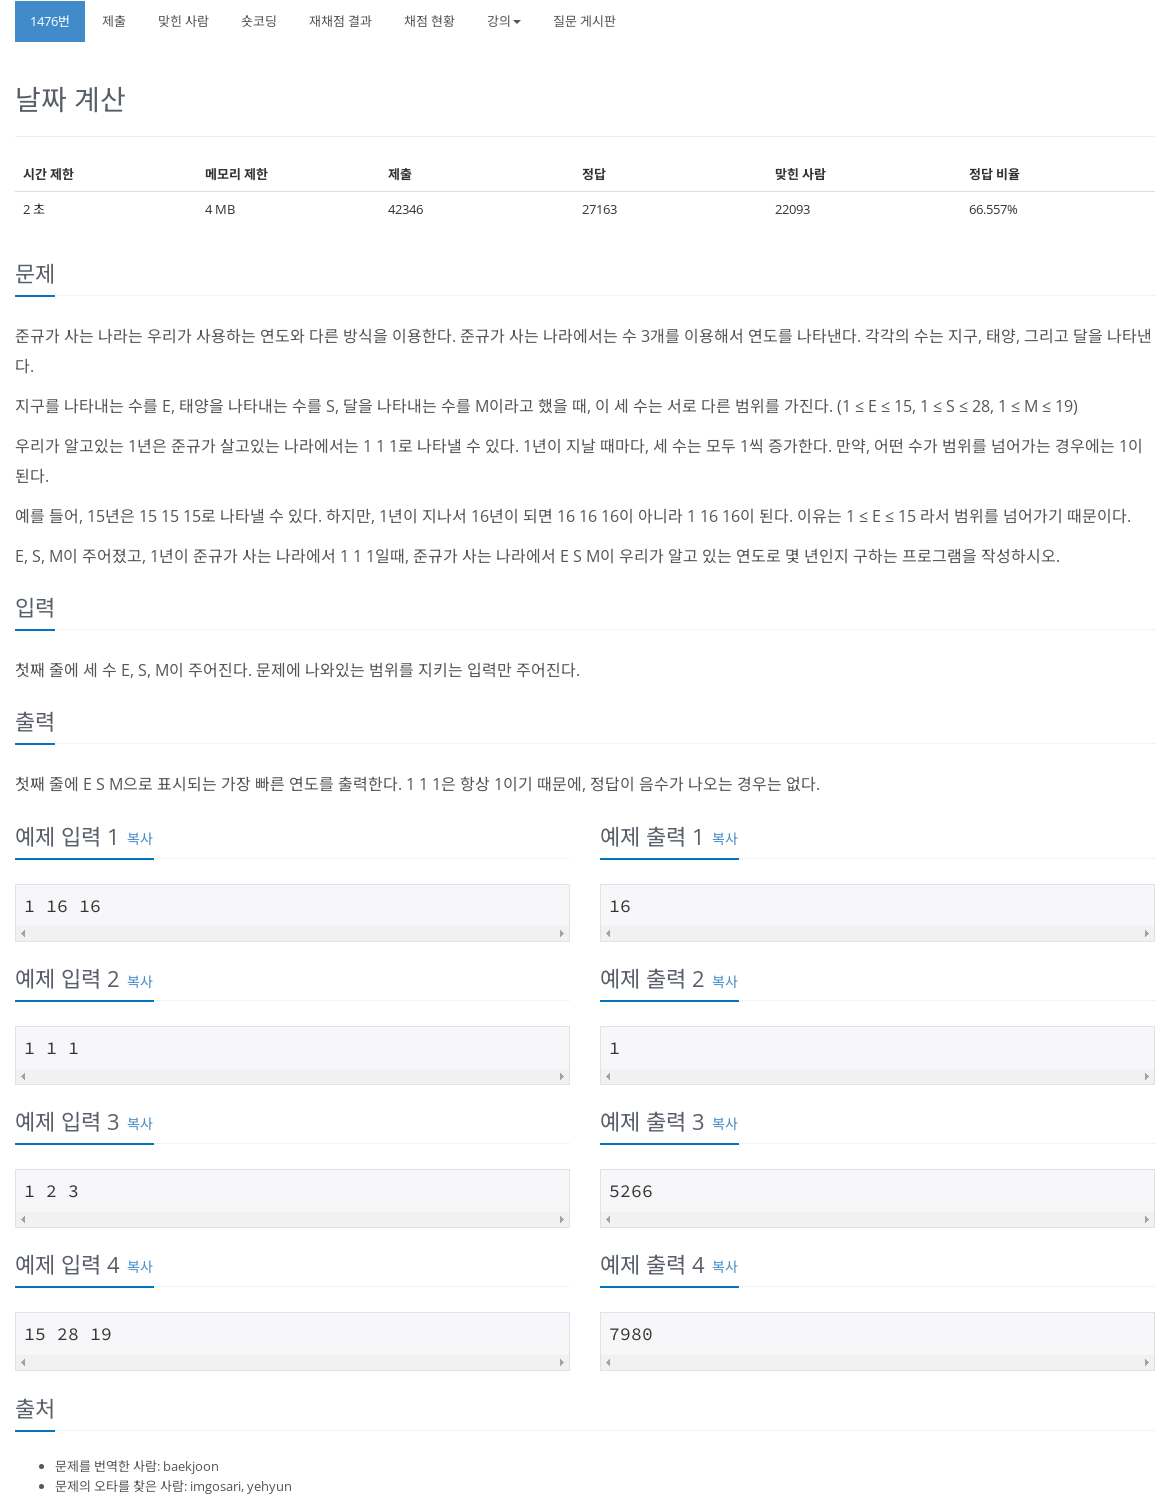 1476번 제출 맞힌 사람 숏코딩 재채점 결과 채점 현황 강의 질문 게시판
날짜 계산
시간 제한 메모리 제한 제출 정답 맞힌 사람 정답 비율
2 초 4 MB 42346 27163 22093 66.557%
문제
준규가 사는 나라는 우리가 사용하는 연도와 다른 방식을 이용한다. 준규가 사는 나라에서는 수 3개를 이용해서 연도를 나타낸다. 각각의 수는 지구, 태양, 그리고 달을 나타낸
다.
지구를 나타내는 수를 E, 태양을 나타내는 수를 S, 달을 나타내는 수를 M이라고 했을 때, 이 세 수는 서로 다른 범위를 가진다. (1 ≤ E ≤ 15, 1 ≤ S ≤ 28, 1 ≤ M ≤ 19)
우리가 알고있는 1년은 준규가 살고있는 나라에서는 1 1 1로 나타낼 수 있다. 1년이 지날 때마다, 세 수는 모두 1씩 증가한다. 만약, 어떤 수가 범위를 넘어가는 경우에는 1이
된다.
예를 들어, 15년은 15 15 15로 나타낼 수 있다. 하지만, 1년이 지나서 16년이 되면 16 16 16이 아니라 1 16 16이 된다. 이유는 1 ≤ E ≤ 15 라서 범위를 넘어가기 때문이다.
E, S, M이 주어졌고, 1년이 준규가 사는 나라에서 1 1 1일때, 준규가 사는 나라에서 E S M이 우리가 알고 있는 연도로 몇 년인지 구하는 프로그램을 작성하시오.
입력
첫째 줄에 세 수 E, S, M이 주어진다. 문제에 나와있는 범위를 지키는 입력만 주어진다.
출력
첫째 줄에 E S M으로 표시되는 가장 빠른 연도를 출력한다. 1 1 1은 항상 1이기 때문에, 정답이 음수가 나오는 경우는 없다.
예제 입력 1 복사 예제 출력 1 복사
1 16 16 16
예제 입력 2 복사 예제 출력 2 복사
1 1 1 1
예제 입력 3 복사 예제 출력 3 복사
1 2 3 5266
예제 입력 4 복사 예제 출력 4 복사
15 28 19 7980
출처
문제를 번역한 사람: baekjoon
문제의 오타를 찾은 사람: imgosari, yehyun